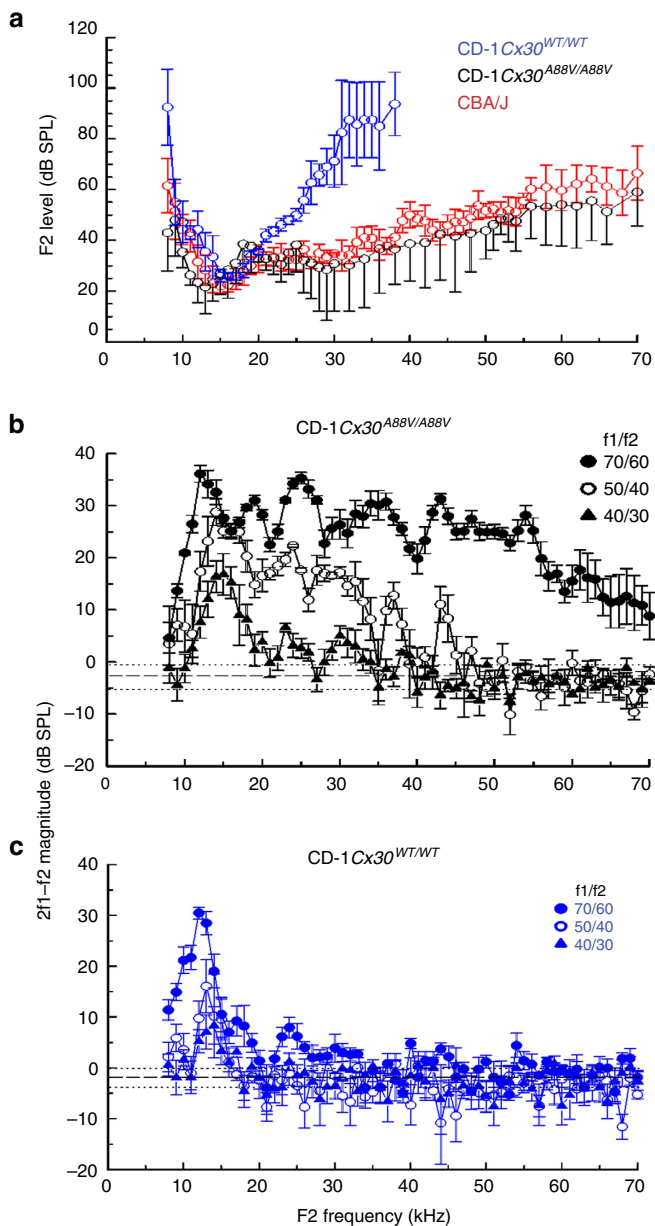 a
120
100
80
60
40
20
0
F2 level (dB SPL)
CD-1Cx30WT/WT
CD-1Cx30A88V/A88V
CBA/J
0 10 20 30 40 50 60 70
b
CD-1Cx30A88V/A88V
f1/f2
70/60
50/40
40/30
40
30
20
10
0
−10
−20
0 10 20 30 40 50 60 70
2f1–f2 magnitude (dB SPL)
c
CD-1Cx30WT/WT
f1/f2
70/60
50/40
40/30
40
30
20
10
0
−10
−20
0 10 20 30 40 50 60 70
F2 frequency (kHz)